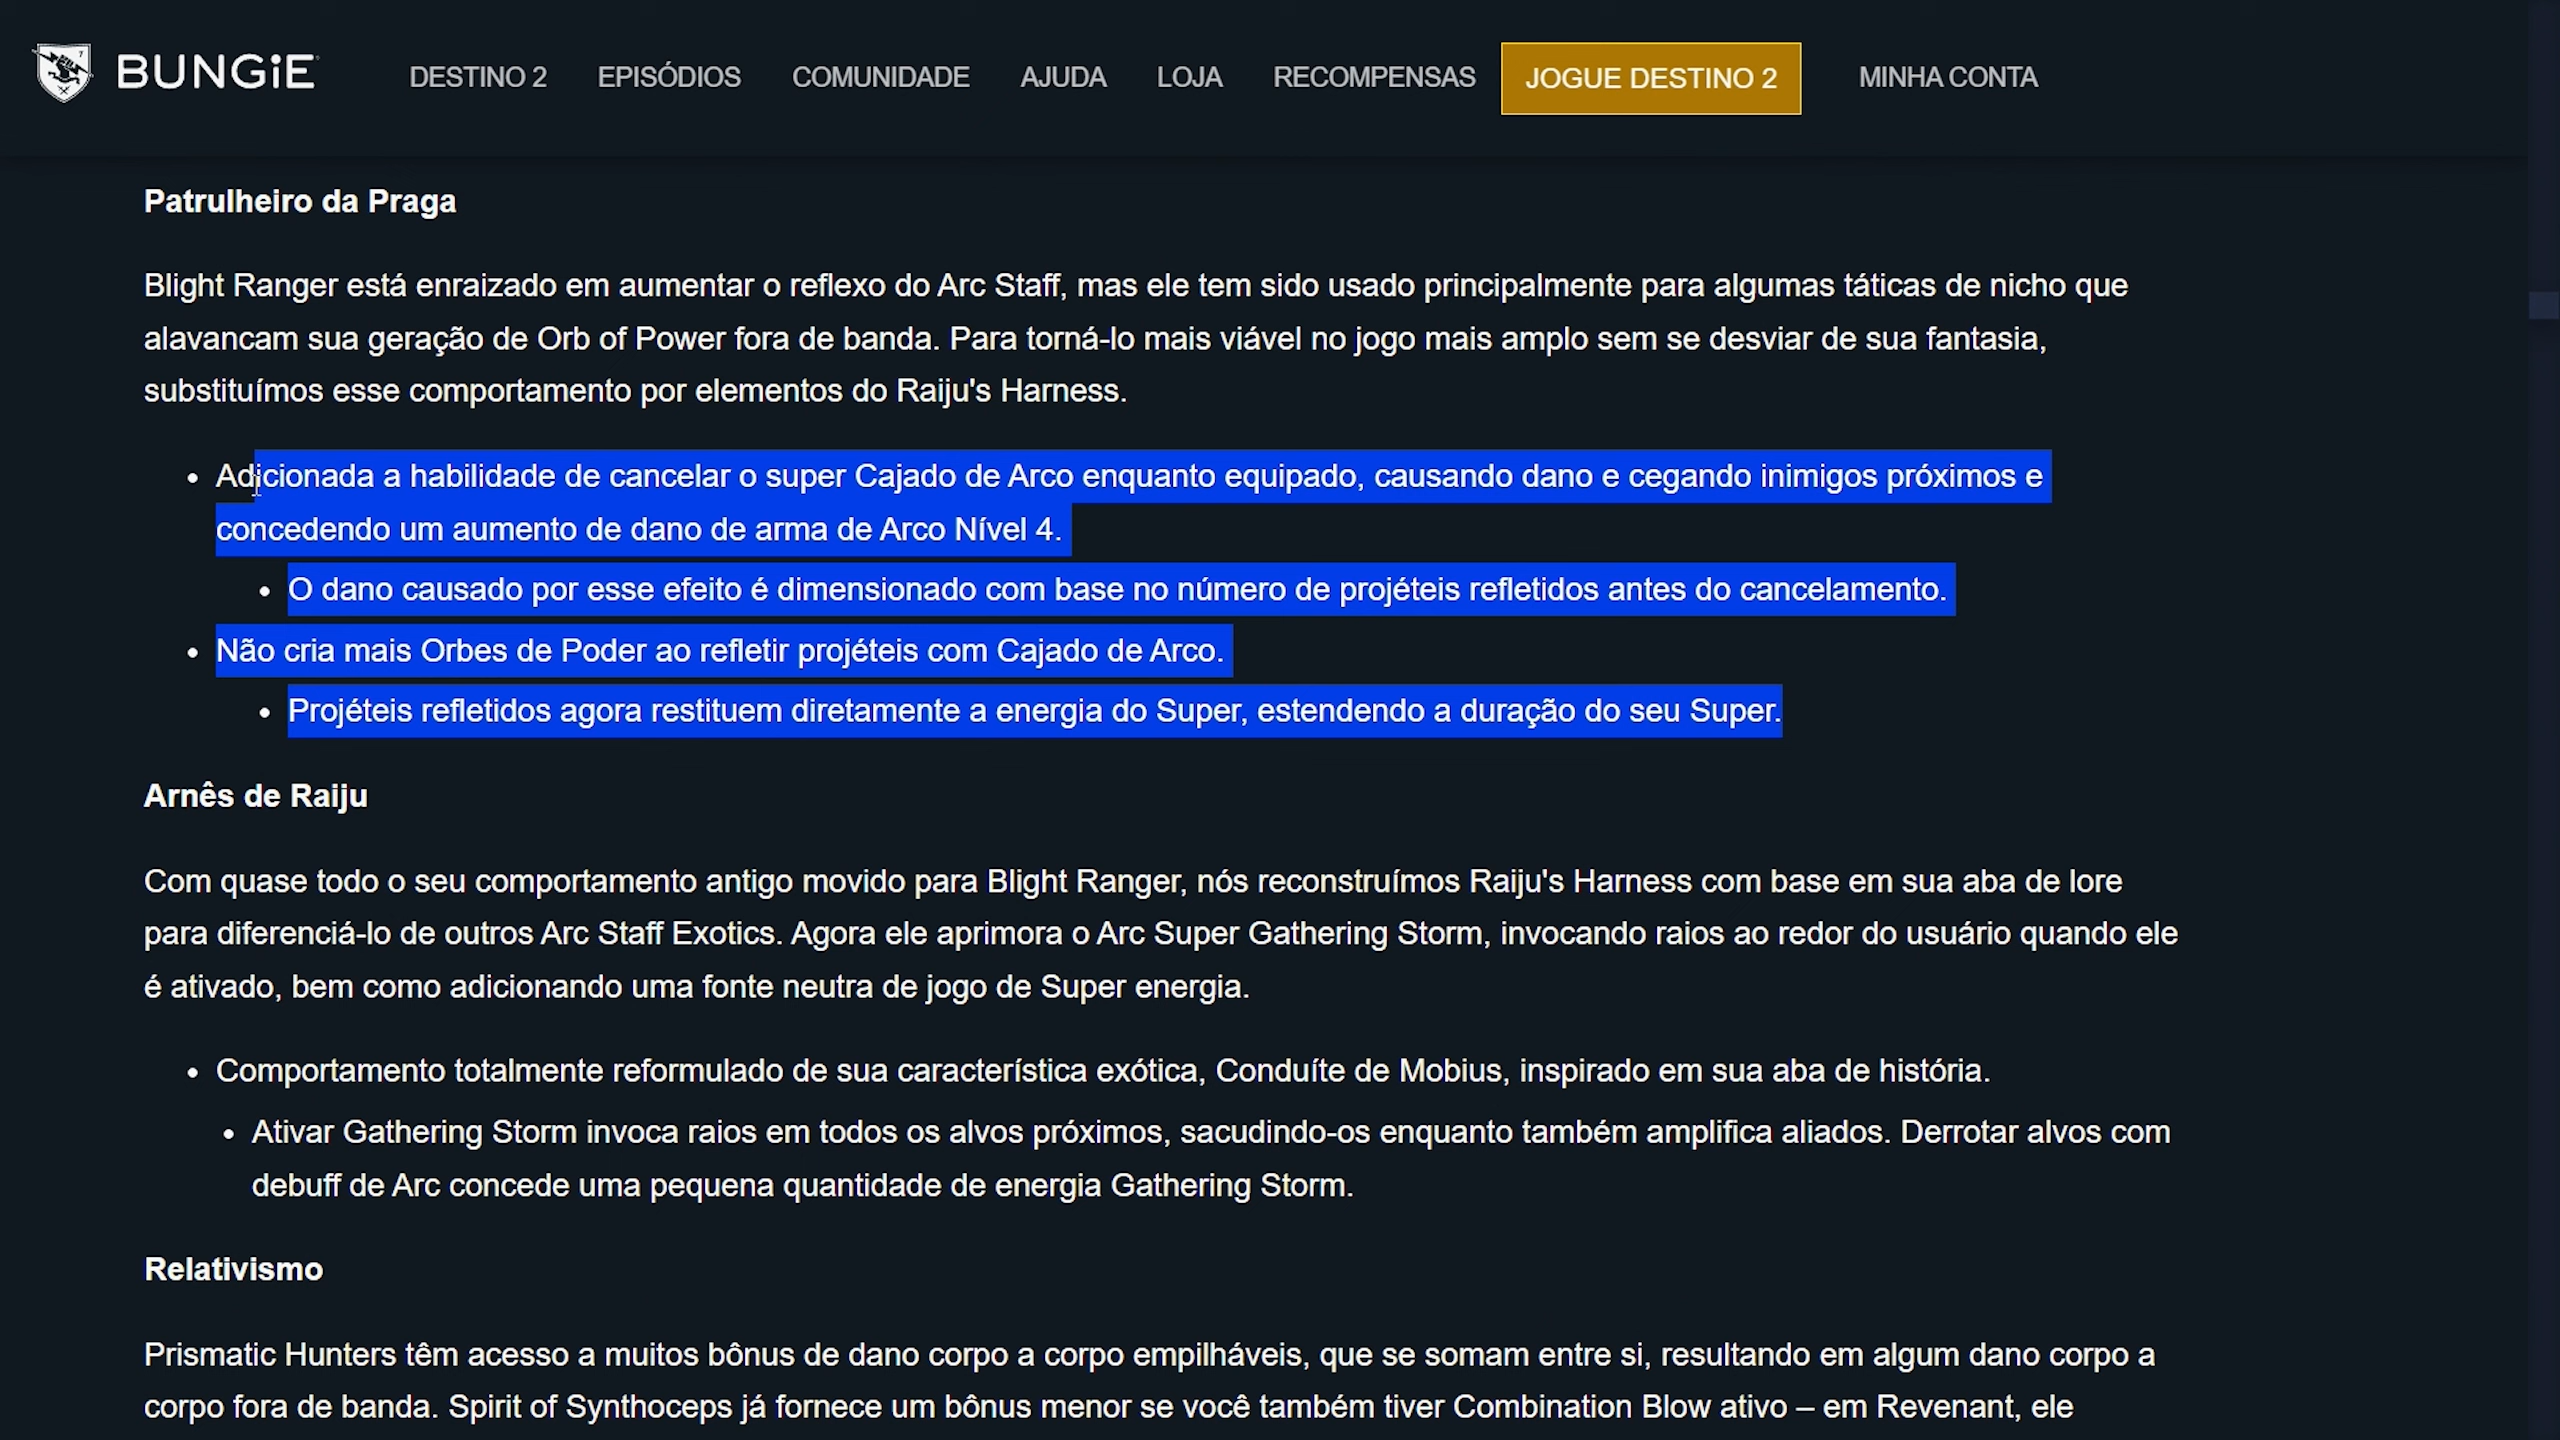 BUNGiE
DESTINO 2 EPISÓDIOS COMUNIDADE AJUDA LOJA RECOMPENSAS JOGUE DESTINO 2 MINHA CONTA
Patrulheiro da Praga
Blight Ranger está enraizado em aumentar o reflexo do Arc Staff, mas ele tem sido usado principalmente para algumas táticas de nicho que
alavancam sua geração de Orb of Power fora de banda. Para torná-lo mais viável no jogo mais amplo sem se desviar de sua fantasia,
substituímos esse comportamento por elementos do Raiju's Harness.
• Adicionada a habilidade de cancelar o super Cajado de Arco enquanto equipado, causando dano e cegando inimigos próximos e
concedendo um aumento de dano de arma de Arco Nível 4.
• O dano causado por esse efeito é dimensionado com base no número de projéteis refletidos antes do cancelamento.
• Não cria mais Orbes de Poder ao refletir projéteis com Cajado de Arco.
• Projéteis refletidos agora restituem diretamente a energia do Super, estendendo a duração do seu Super.
Arnês de Raiju
Com quase todo o seu comportamento antigo movido para Blight Ranger, nós reconstruímos Raiju's Harness com base em sua aba de lore
para diferenciá-lo de outros Arc Staff Exotics. Agora ele aprimora o Arc Super Gathering Storm, invocando raios ao redor do usuário quando ele
é ativado, bem como adicionando uma fonte neutra de jogo de Super energia.
• Comportamento totalmente reformulado de sua característica exótica, Conduíte de Mobius, inspirado em sua aba de história.
• Ativar Gathering Storm invoca raios em todos os alvos próximos, sacudindo-os enquanto também amplifica aliados. Derrotar alvos com
debuff de Arc concede uma pequena quantidade de energia Gathering Storm.
Relativismo
Prismatic Hunters têm acesso a muitos bônus de dano corpo a corpo empilháveis, que se somam entre si, resultando em algum dano corpo a
corpo fora de banda. Spirit of Synthoceps já fornece um bônus menor se você também tiver Combination Blow ativo – em Revenant, ele